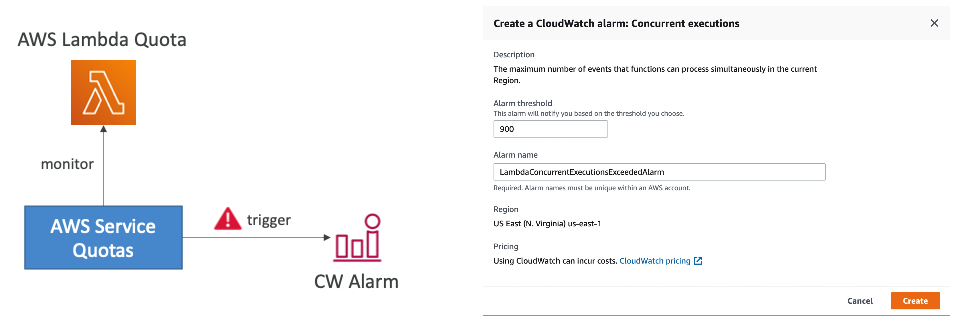 AWS Lambda Quota
monitor
AWS Service
Quotas
trigger
CW Alarm
Create a CloudWatch alarm: Concurrent executions
Description
The maximum number of events that functions can process simultaneously in the current
Region.
Alarm threshold
This alarm will notify you based on the threshold you choose.
900
Alarm name
LambdaConcurrentExecutionsExceededAlarm
Required. Alarm names must be unique within an AWS account.
Region
US East (N. Virginia) us-east-1
Pricing
Using CloudWatch can incur costs. CloudWatch pricing
Cancel
Create